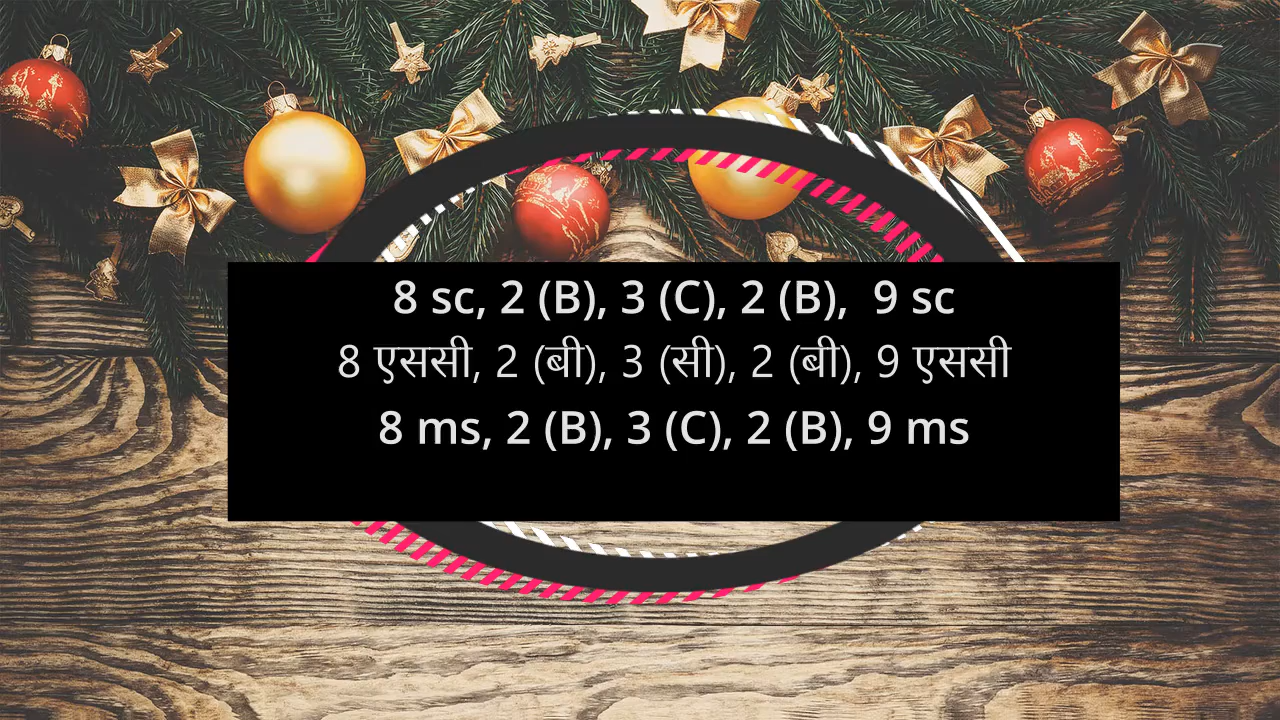 8 sc, 2 (B), 3 (C), 2 (B),  9 sc
8 एससी, 2 (बी), 3 (सी), 2 (बी), 9 एससी
8 ms, 2 (B), 3 (C), 2 (B), 9 ms